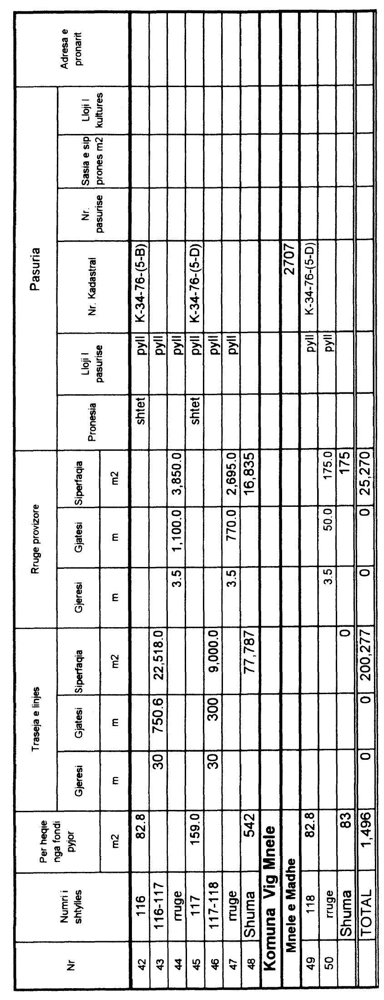 Nr Numri i shtylles Per heqje nga fondi pyjor Traseja e linjes Rruge provizore Pasuria Adresa e pronarit
Gjeresi Gjatesi Siperfaqia Gjeresi Gjatesi Siperfaqia Pronesia Lloji I pasurise Nr. Kadastral Nr. pasurise Sasia e sip prones m2 Lloji I kultures
m2 m m m2 m m m2
42 116 82.8 shtet pyll K-34-76-(5-B)
43 116-117 30 750.6 22,518.0 pyll
44 rruge 3.5 1,100.0 3,850.0 pyll
45 117 159.0 shtet pyll K-34-76-(5-D)
46 117-118 30 300 9,000.0 pyll
47 rruge 3.5 770.0 2,695.0 pyll
48 Shuma 542 77,787 16,835
Komuna Vig Mnele
Mnele e Madhe 2707
49 118 82.8 pyll K-34-76-(5-D)
50 rruge 3.5 50.0 175.0 pyll
Shuma 83 0 175
TOTAL 1,496 0 0 200,277 0 0 25,270